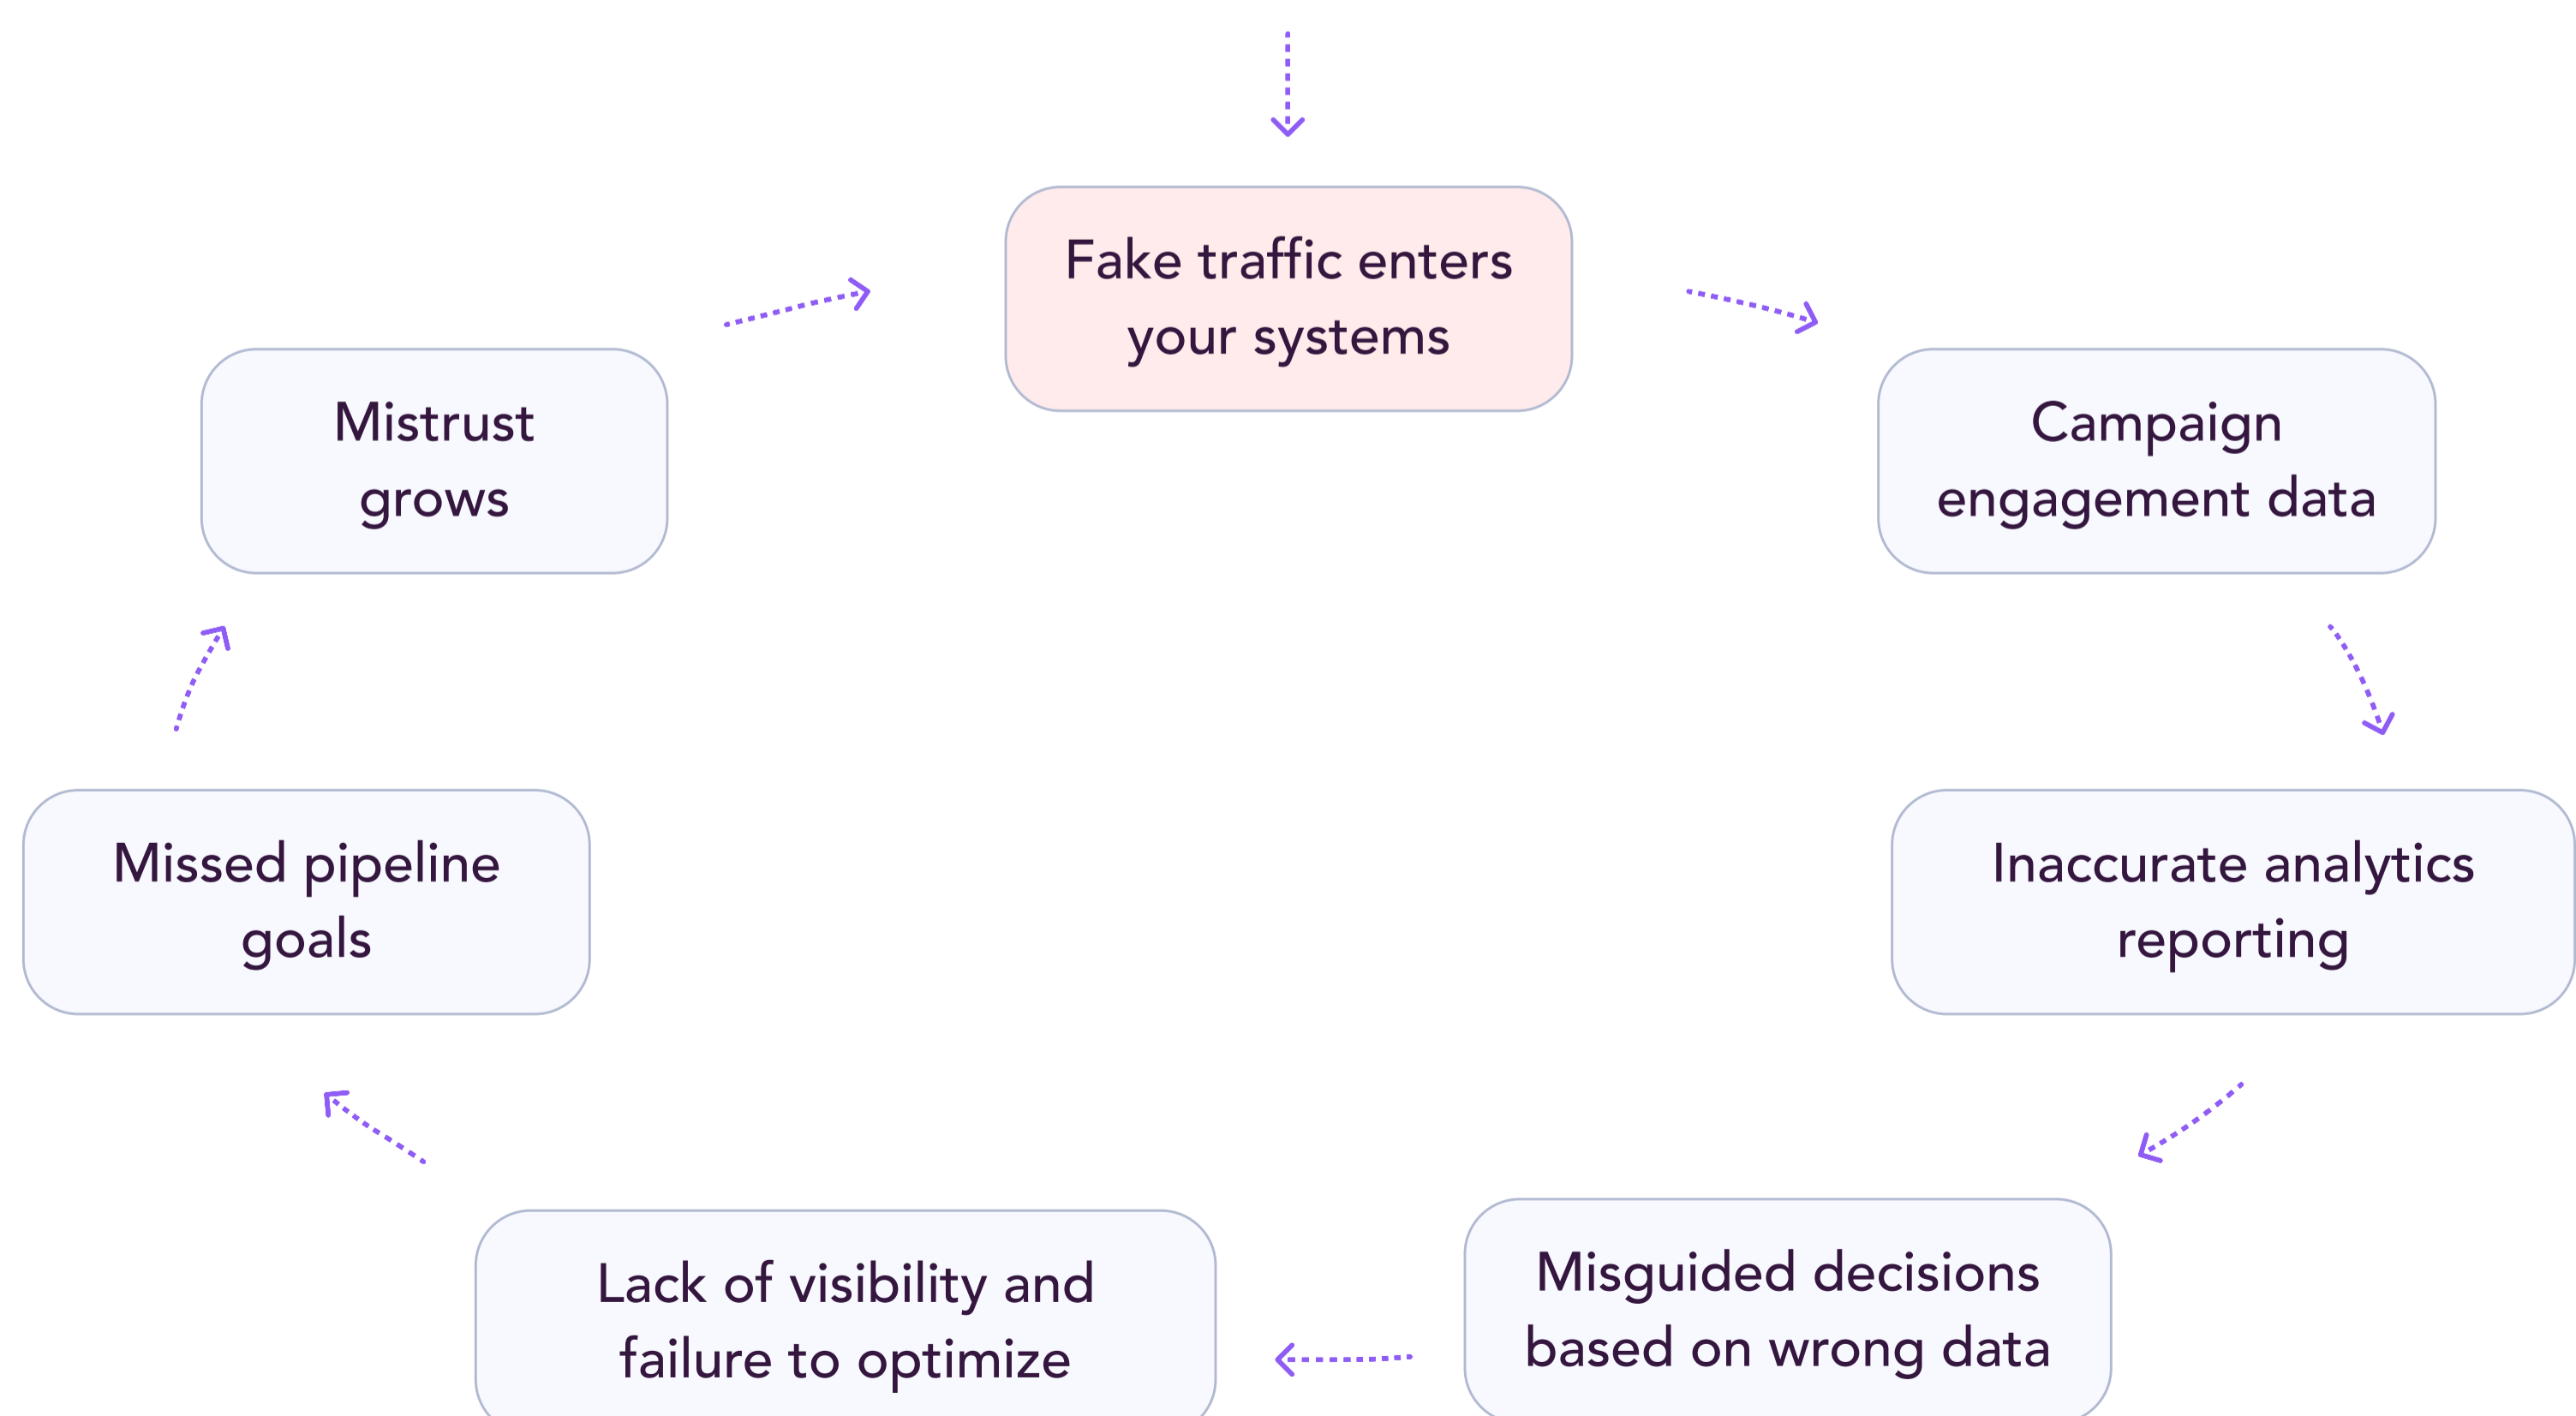 Fake traffic enters
your systems
Campaign
engagement data
Inaccurate analytics
reporting
Misguided decisions
based on wrong data
Lack of visibility and
failure to optimize
Missed pipeline
goals
Mistrust
grows